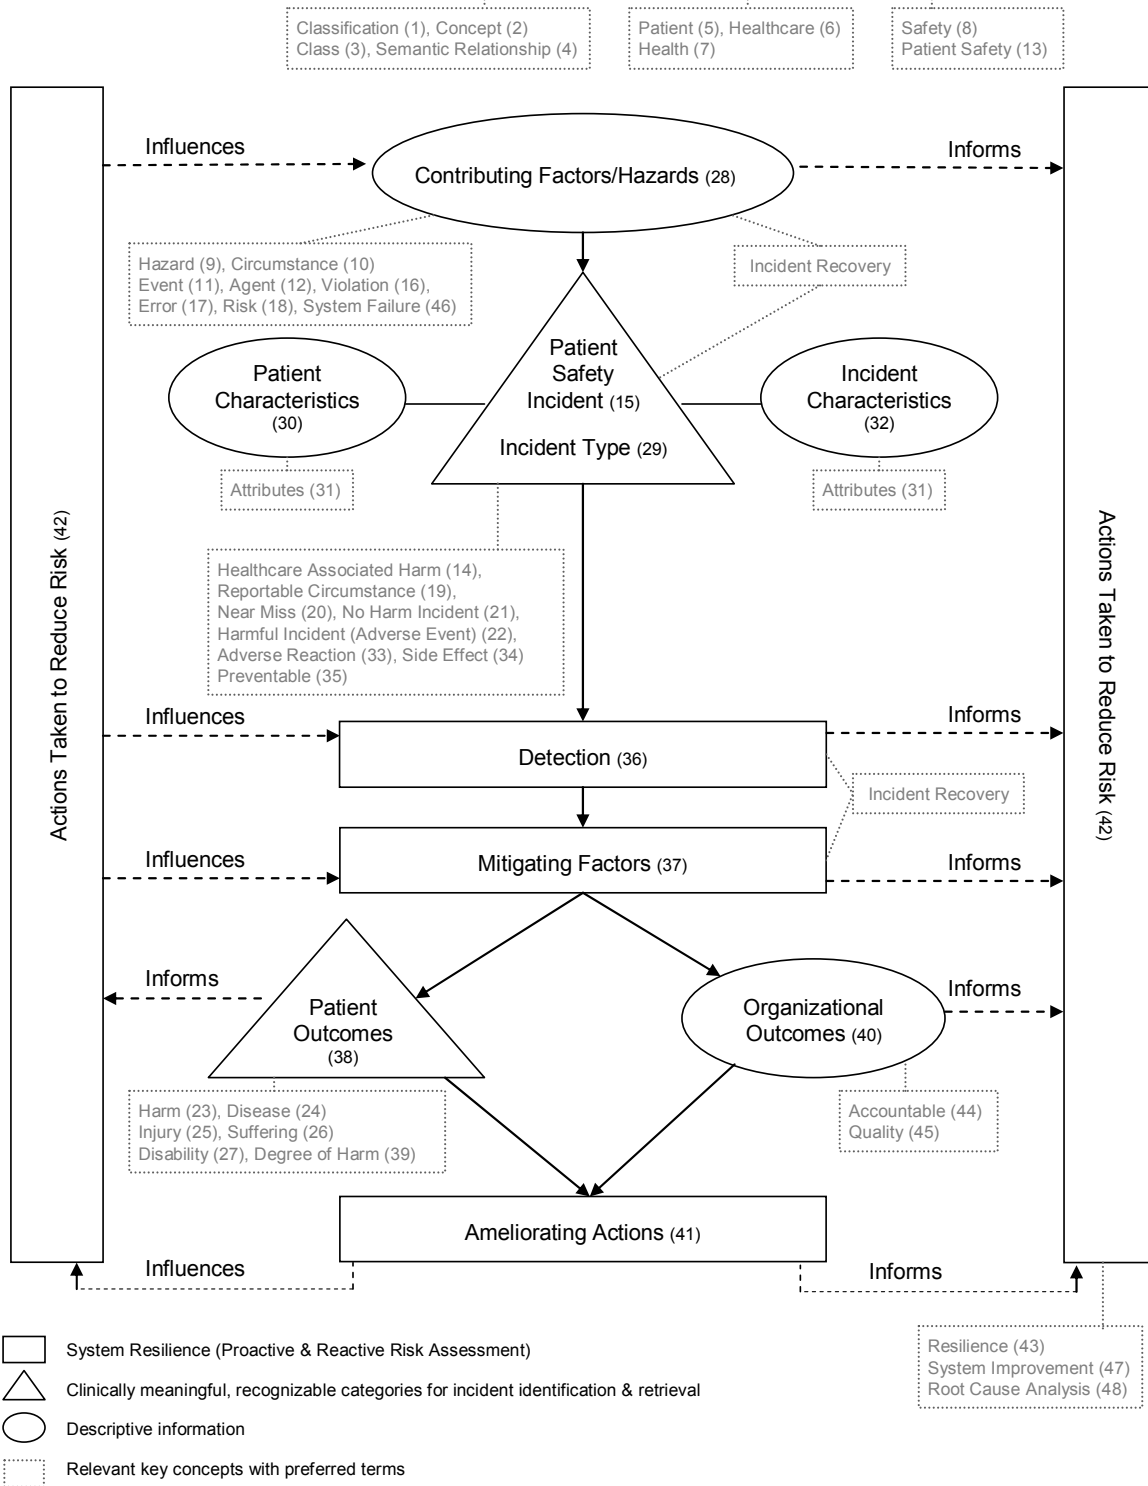 Classification (1), Concept (2)
Class (3), Semantic Relationship (4)
Patient (5), Healthcare (6)
Health (7)
Safety (8)
Patient Safety (13)
Influences
Contributing Factors/Hazards (28)
Informs
Hazard (9), Circumstance (10)
Event (11), Agent (12), Violation (16),
Error (17), Risk (18), System Failure (46)
Incident Recovery
Patient
Characteristics
(30)
Patient
Safety
Incident (15)
Incident Type (29)
Incident
Characteristics
(32)
Attributes (31)
Attributes (31)
Actions Taken to Reduce Risk (42)
Actions Taken to Reduce Risk (42)
Healthcare Associated Harm (14),
Reportable Circumstance (19),
Near Miss (20), No Harm Incident (21),
Harmful Incident (Adverse Event) (22),
Adverse Reaction (33), Side Effect (34)
Preventable (35)
Influences
Detection (36)
Informs
Incident Recovery
Influences
Mitigating Factors (37)
Informs
Informs
Patient
Outcomes
(38)
Organizational
Outcomes (40)
Informs
Harm (23), Disease (24)
Injury (25), Suffering (26)
Disability (27), Degree of Harm (39)
Accountable (44)
Quality (45)
Ameliorating Actions (41)
Influences
Informs
Resilience (43)
System Improvement (47)
Root Cause Analysis (48)
System Resilience (Proactive & Reactive Risk Assessment)
Clinically meaningful, recognizable categories for incident identification & retrieval
Descriptive information
Relevant key concepts with preferred terms